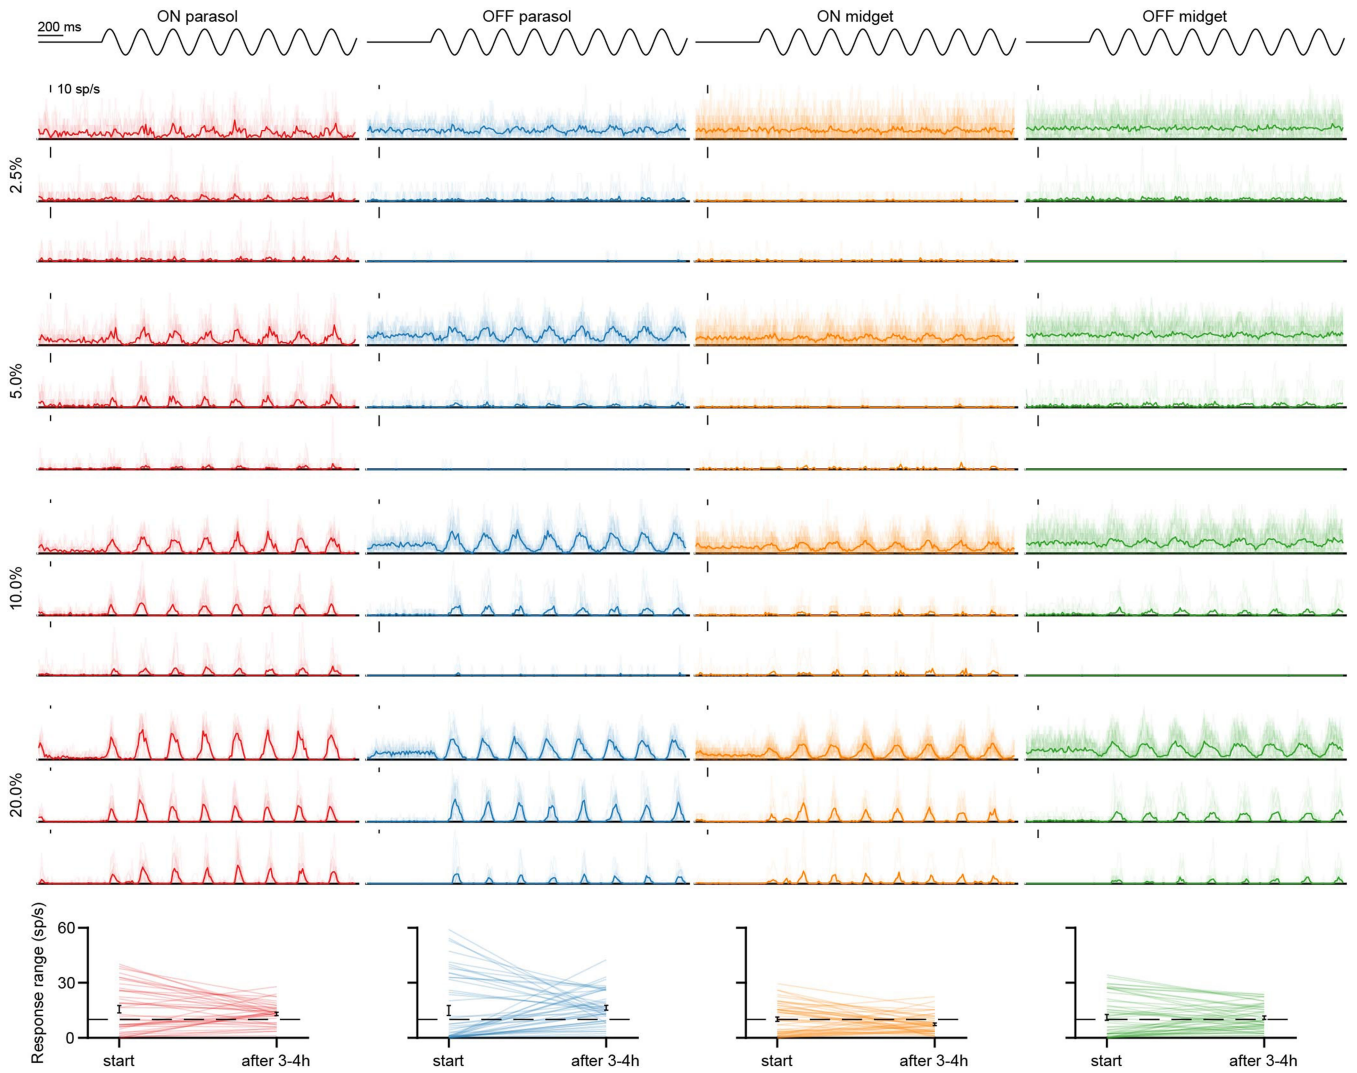 ON parasol
OFF parasol
ON midget
OFF midget
200 ms
10 sp/s
2.5%
5.0%
10.0%
20.0%
Response range (sp/s)
60
30
0
start
after 3-4h
start
after 3-4h
start
after 3-4h
start
after 3-4h